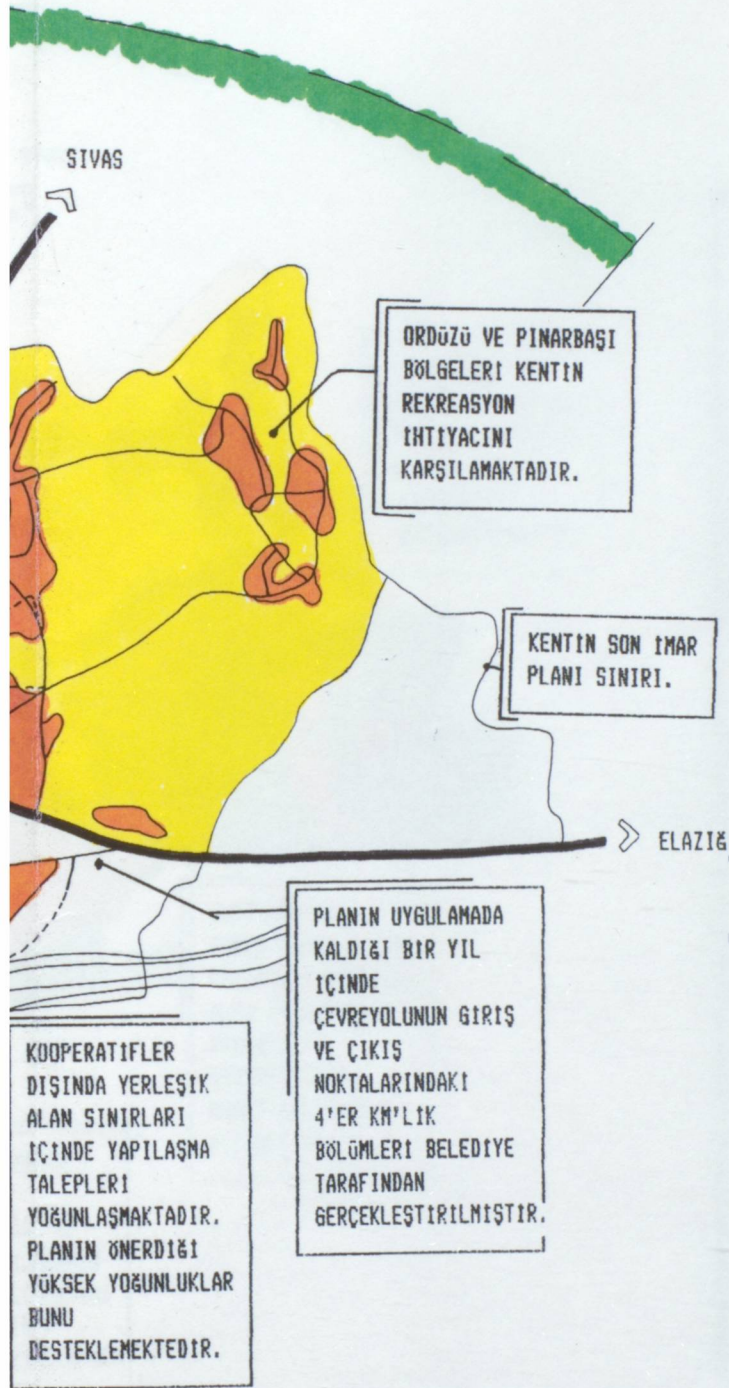 SIVAS
ORDÜZÜ VE PINARBAŞI
BÖLGELERİ KENTİN
REKREASYON
İHTİYACINI
KARŞILAMAKTADIR.
KENTİN SON İMAR
PLANI SINIRI.
ELAZIĞ
PLANIN UYGULAMADA
KALDIĞI BİR YIL
İÇİNDE
ÇEVREYOLUNUN GİRİŞ
VE ÇIKIŞ
NOKTALARINDAKİ
4'ER KM'LİK
BÖLÜMLERİ BELEDİYE
TARAFINDAN
GERÇEKLEŞTİRİLMİŞTİR.
KOOPERATİFLER
DIŞINDA YERLEŞİK
ALAN SINIRLARI
İÇİNDE YAPILAŞMA
TALEPLERİ
YOĞUNLAŞMAKTADIR.
PLANIN ÖNERDİĞİ
YÜKSEK YOĞUNLUKLAR
BUNU
DESTEKLEMEKTEDİR.